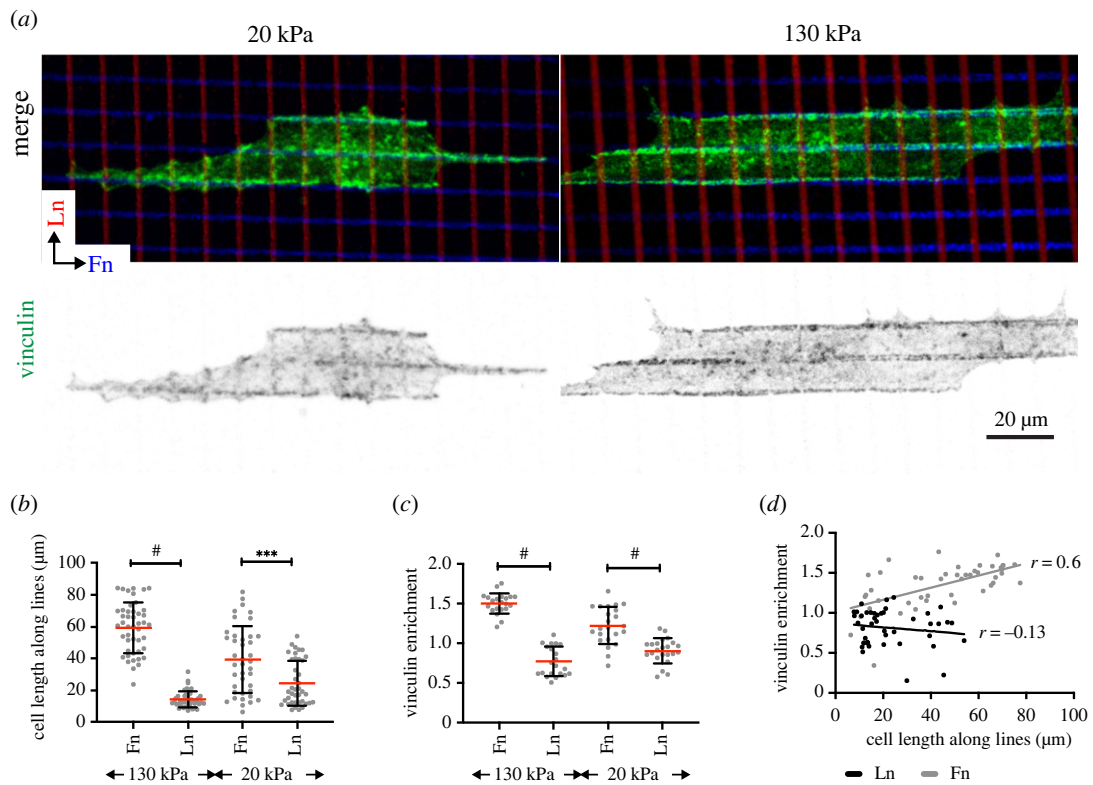 (a)
20 kPa
130 kPa
merge
Ln
Fn
vinculin
20 µm
(b)
cell length along lines (µm)
100
80
60
40
20
0
#
***
Fn
Ln
Fn
Ln
130 kPa
20 kPa
(c)
vinculin enrichment
2.0
1.5
1.0
0.5
0
#
#
Fn
Ln
Fn
Ln
130 kPa
20 kPa
(d)
vinculin enrichment
2.0
1.5
1.0
0.5
0
r = 0.6
r = –0.13
0
20
40
60
80
100
cell length along lines (µm)
Ln
Fn